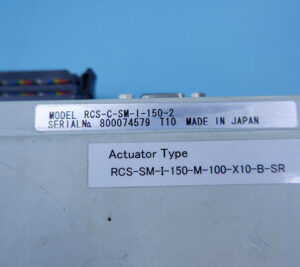 MODEL RCS-C-SM-I-150-2
SERIAL№ 800074579 T10 MADE IN JAPAN
Actuator Type
RCS-SM-I-150-M-100-X10-B-SR